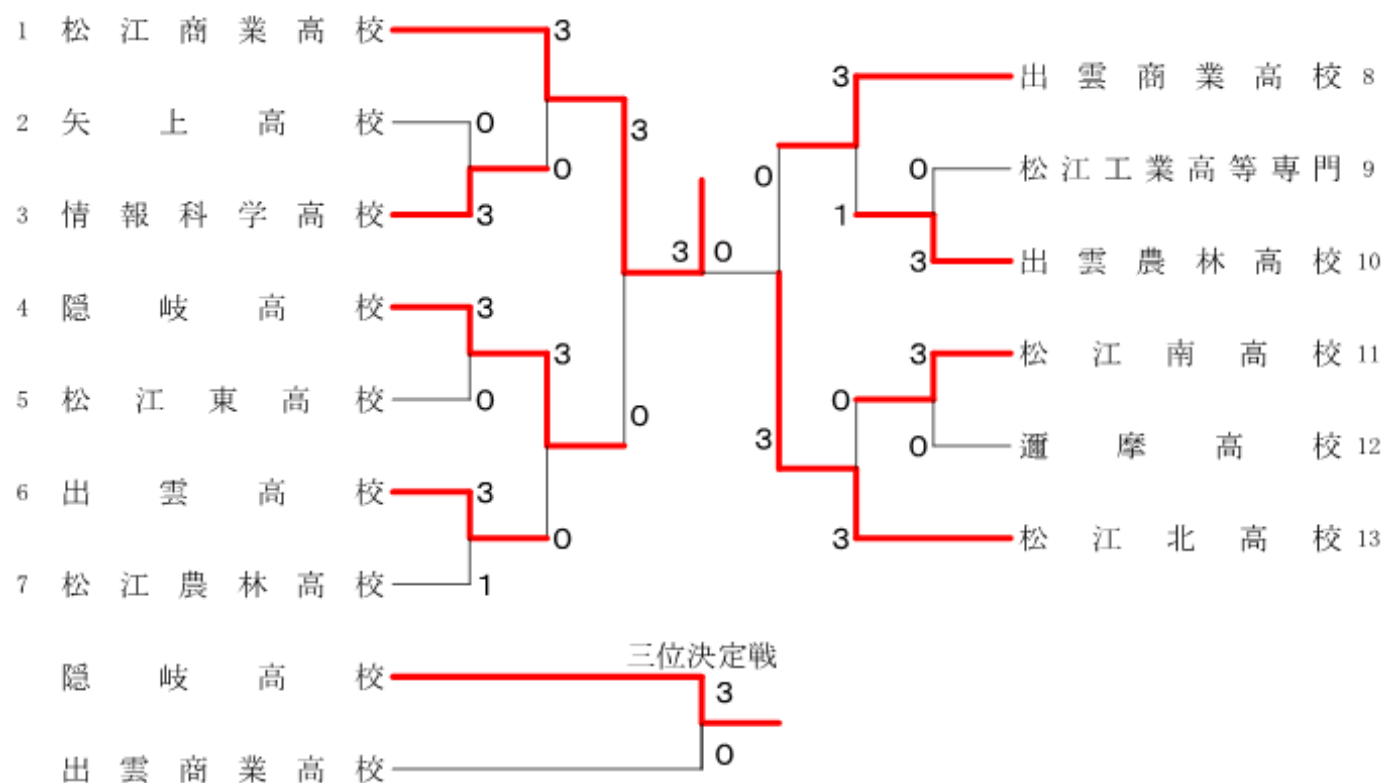 1 松江商業高校
3
2 矢上高校
0
3
0
3 情報科学高校
3
4 隠岐高校
3
3
5 松江東高校
0
0
6 出雲高校
3
0
7 松江農林高校
1
3 0
3
出雲商業高校 8
0
0
松江工業高等専門 9
1
3
出雲農林高校 10
3
松江南高校 11
0
3
0
邇摩高校 12
3
松江北高校 13
三位決定戦
隠岐高校
3
0
出雲商業高校